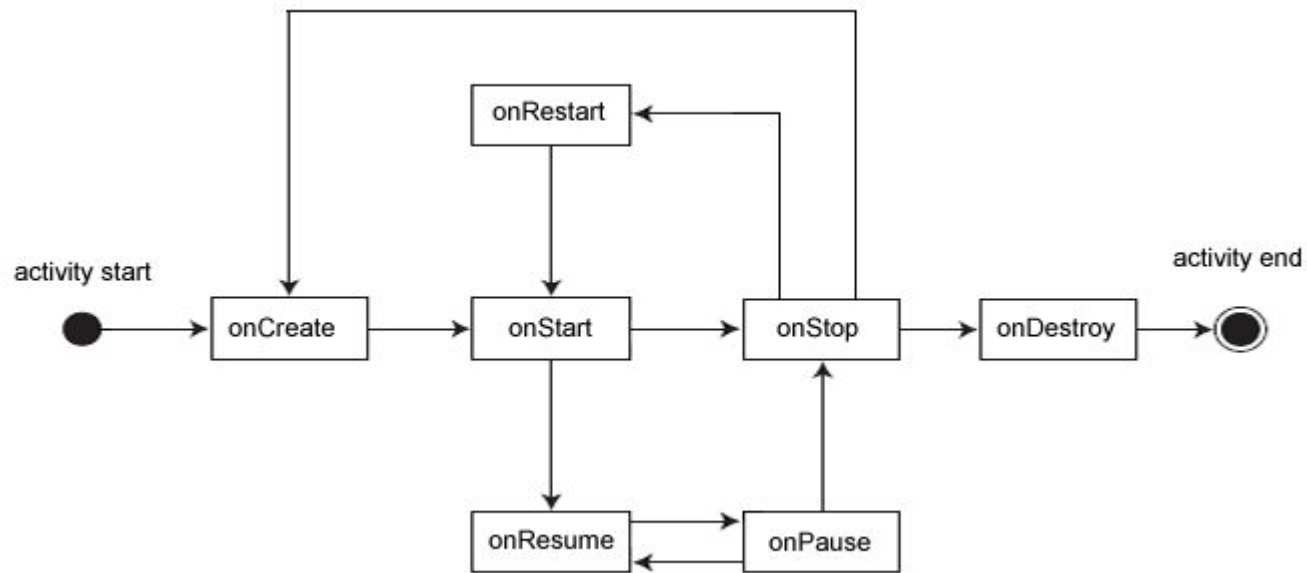 onRestart
activity start
activity end
onCreate
onStart
onStop
onDestroy
onResume
onPause